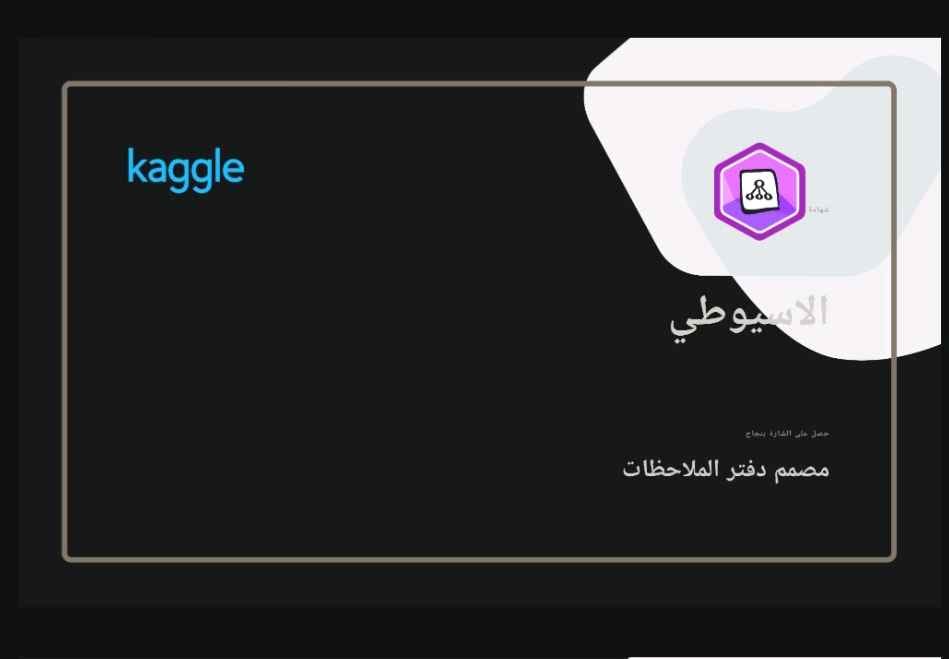 kaggle
شهادة
الاسيوطي
حصل على الشارة بنجاح
مصمم دفتر الملاحظات